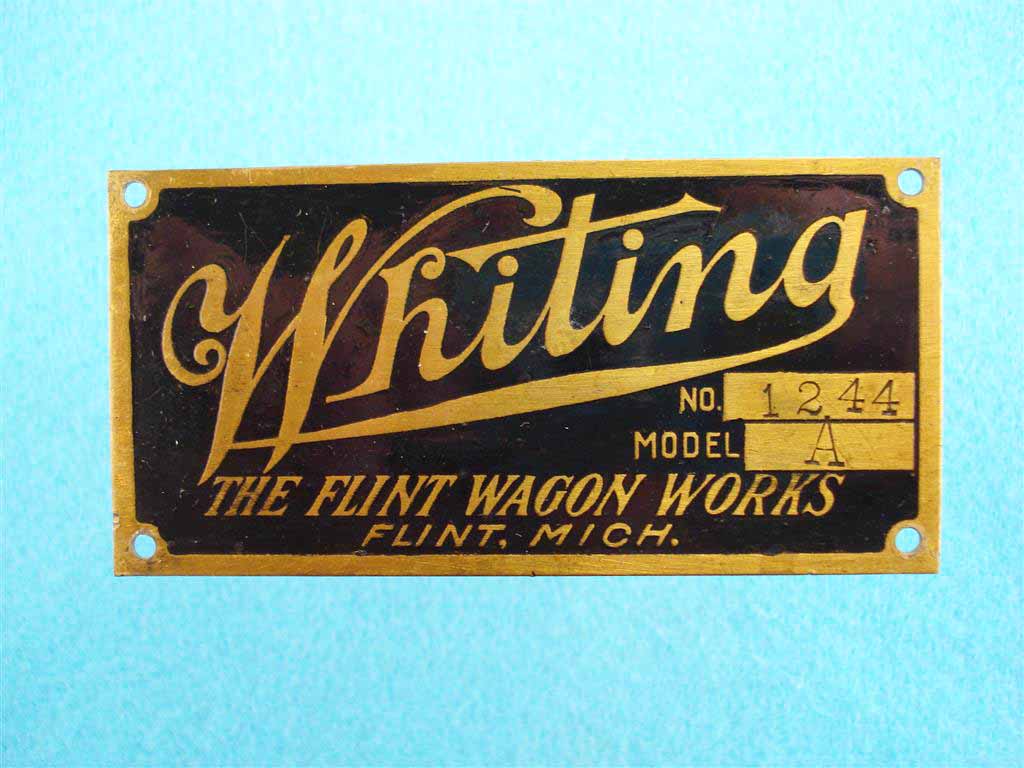 Whiting
NO. 1244
MODEL A
THE FLINT WAGON WORKS
FLINT, MICH.